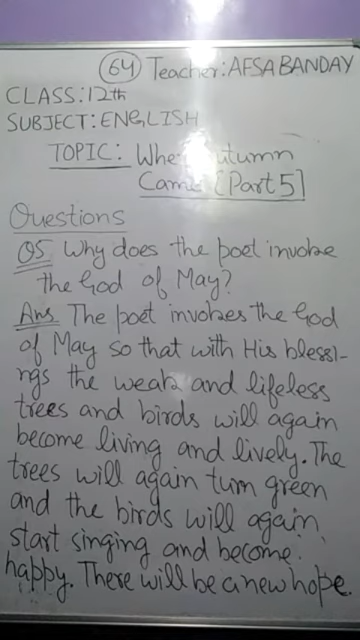 64 Teacher: AFSA BANDAY
CLASS: 12th
SUBJECT: ENGLISH
TOPIC: Whe utumn
Came [Part 5]
Questions
Q5 Why does the poet invoke
the God of May?
Ans The poet invokes the God
of May so that with His blessi-
ngs the weak and lifeless
trees and birds will again
become living and lively. The
trees will again turn green
and the birds will again
start singing and become
happy. There will be a new hope.